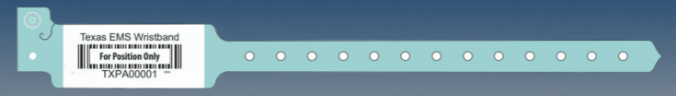 Texas EMS Wristband
For Position Only
TXPA00001